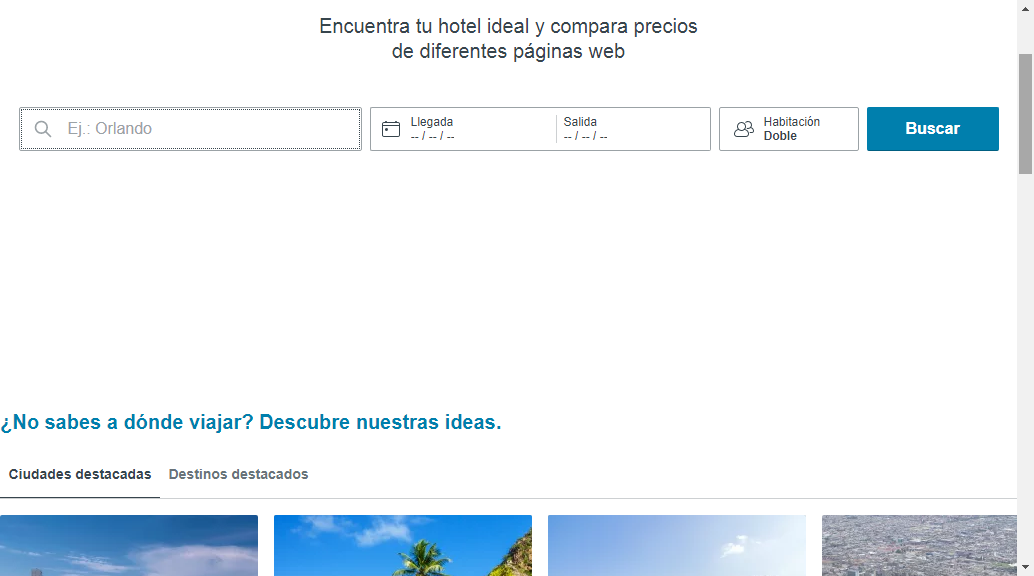 Encuentra tu hotel ideal y compara precios
de diferentes páginas web
Ej.: Orlando
Llegada
-- / -- / --
Salida
-- / -- / --
Habitación
Doble
Buscar
¿No sabes a dónde viajar? Descubre nuestras ideas.
Ciudades destacadas
Destinos destacados